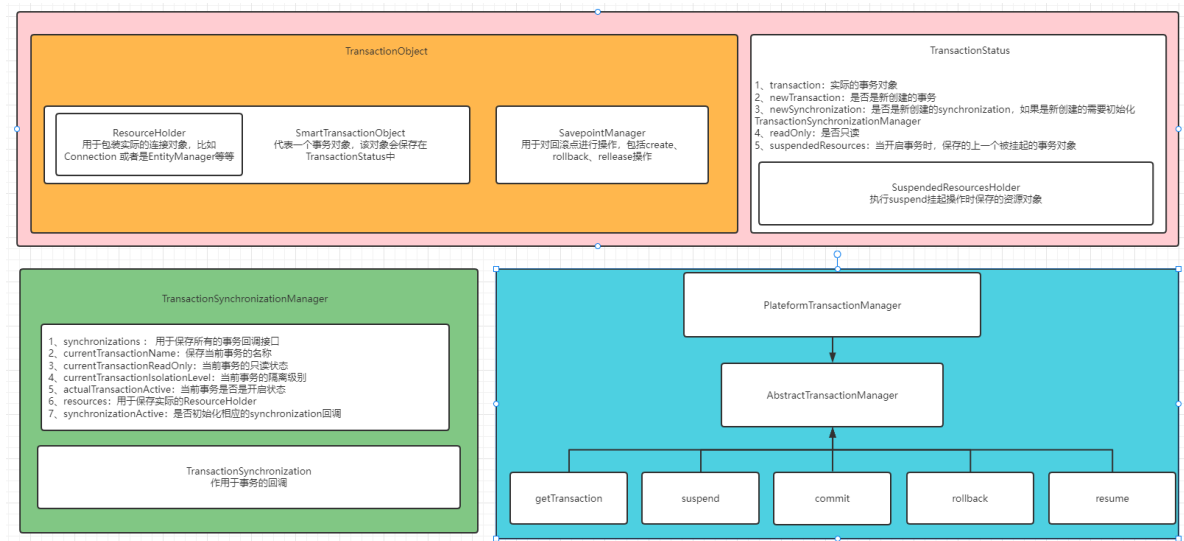 TransactionObject
ResourceHolder
用于包装实际的连接对象，比如
Connection 或者是EntityManager等等
SmartTransactionObject
代表一个事务对象，该对象会保存在
TransactionStatus中
SavepointManager
用于对回滚点进行操作，包括create、
rollback、rellease操作
TransactionStatus
1、transaction：实际的事务对象
2、newTransaction：是否是新创建的事务
3、newSynchronization：是否是新创建的synchronization，如果是新创建的需要初始化
TransactionSynchronizationManager
4、readOnly：是否只读
5、suspendedResources：当开启事务时，保存的上一个被挂起的事务对象
SuspendedResourcesHolder
执行suspend挂起操作时保存的资源对象
TransactionSynchronizationManager
1、synchronizations ： 用于保存所有的事务回调接口
2、currentTransactionName：保存当前事务的名称
3、currentTransactionReadOnly：当前事务的只读状态
4、currentTransactionIsolationLevel：当前事务的隔离级别
5、actualTransactionActive：当前事务是否是开启状态
6、resources：用于保存实际的ResourceHolder
7、synchronizationActive：是否初始化相应的synchronization回调
TransactionSynchronization
作用于事务的回调
PlateformTransactionManager
AbstractTransactionManager
getTransaction
suspend
commit
rollback
resume